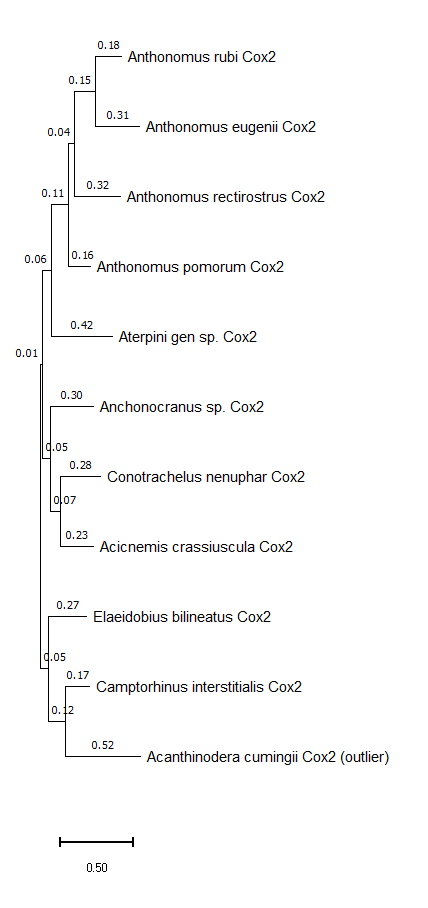 0.18
Anthonomus rubi Cox2
0.15
0.31
Anthonomus eugenii Cox2
0.04
0.32
Anthonomus rectirostrus Cox2
0.11
0.16
Anthonomus pomorum Cox2
0.06
0.42
Aterpini gen sp. Cox2
0.01
0.30
Anchonocranus sp. Cox2
0.05
0.28
Conotrachelus nenuphar Cox2
0.07
0.23
Acicnemis crassiuscula Cox2
0.27
Elaeidobius bilineatus Cox2
0.05
0.17
Camptorhinus interstitialis Cox2
0.12
0.52
Acanthinodera cumingii Cox2 (outlier)
0.50